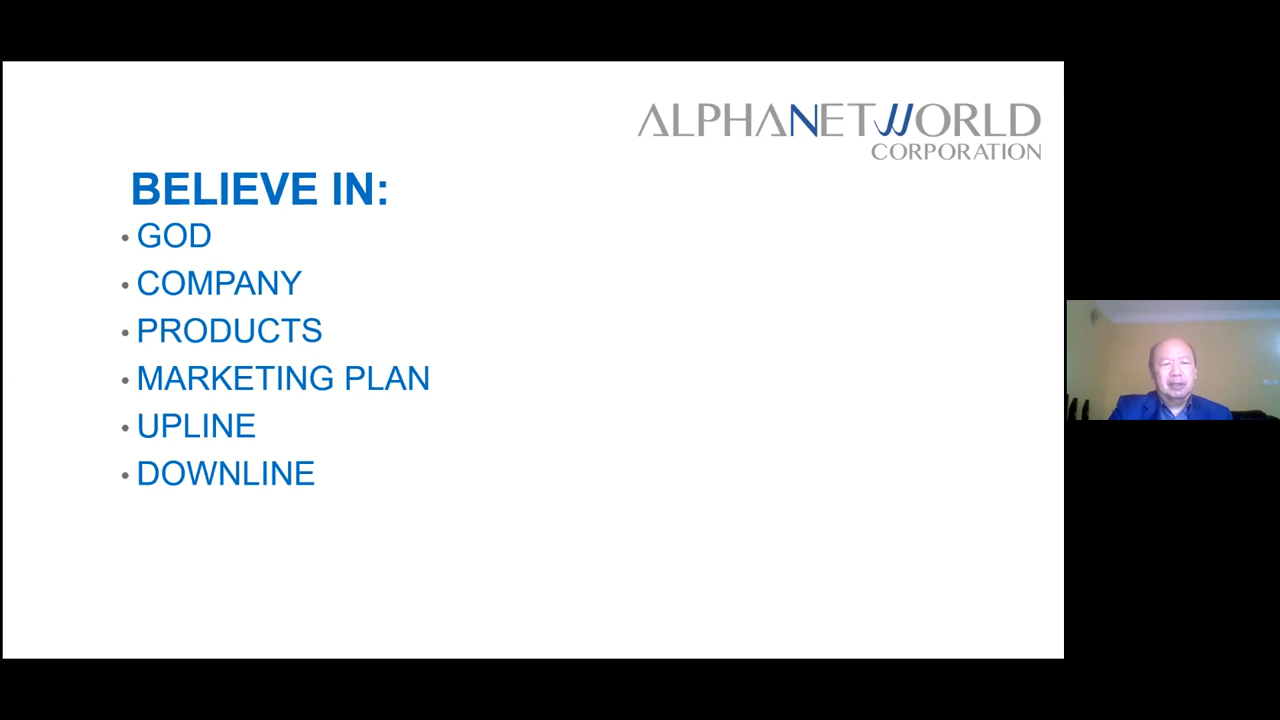 ALPHANETWORLD
CORPORATION
BELIEVE IN:
• GOD
• COMPANY
• PRODUCTS
• MARKETING PLAN
• UPLINE
• DOWNLINE